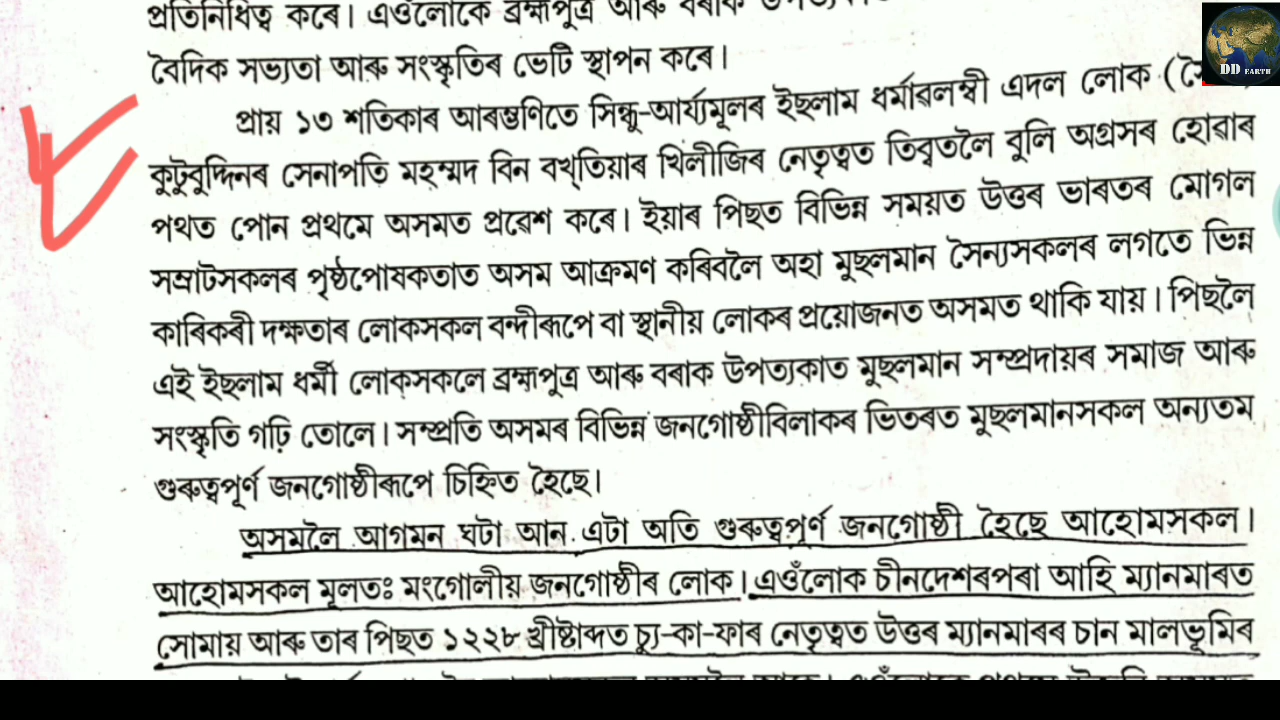 প্ৰতিনিধিত্ব কৰে। এওঁলোকে ব্ৰহ্মপুত্ৰ আৰু বৰাক
বৈদিক সভ্যতা আৰু সংস্কৃতিৰ ভেটি স্থাপন কৰে।
প্ৰায় ১৩ শতিকাৰ আৰম্ভণিতে সিন্ধু-আৰ্য্যমূলৰ ইছলাম ধৰ্মাৱলম্বী এদল লোক
কুটুবুদ্দিনৰ সেনাপতি মহম্মদ বিন বখ্‌তিয়াৰ খিলীজিৰ নেতৃত্বত তিব্বতলৈ বুলি অগ্ৰসৰ হোৱাৰ
পথত পোন প্ৰথমে অসমত প্ৰৱেশ কৰে। ইয়াৰ পিছত বিভিন্ন সময়ত উত্তৰ ভাৰতৰ মোগল
সম্ৰাটসকলৰ পৃষ্ঠপোষকতাত অসম আক্ৰমণ কৰিবলৈ অহা মুছলমান সৈন্যসকলৰ লগতে ভিন্ন
কাৰিকৰী দক্ষতাৰ লোকসকল বন্দীৰূপে বা স্থানীয় লোকৰ প্ৰয়োজনত অসমত থাকি যায়। পিছলৈ
এই ইছলাম ধৰ্মী লোকসকলে ব্ৰহ্মপুত্ৰ আৰু বৰাক উপত্যকাত মুছলমান সম্প্ৰদায়ৰ সমাজ আৰু
সংস্কৃতি গঢ়ি তোলে। সম্প্ৰতি অসমৰ বিভিন্ন জনগোষ্ঠীবিলাকৰ ভিতৰত মুছলমানসকল অন্যতম
গুৰুত্বপূৰ্ণ জনগোষ্ঠীৰূপে চিহ্নিত হৈছে।
অসমলৈ আগমন ঘটা আন এটা অতি গুৰুত্বপূৰ্ণ জনগোষ্ঠী হৈছে আহোমসকল।
আহোমসকল মূলতঃ মংগোলীয় জনগোষ্ঠীৰ লোক। এওঁলোক চীনদেশৰপৰা আহি ম্যানমাৰত
সোমায় আৰু তাৰ পিছত ১২২৮ খ্ৰীষ্টাব্দত চ্যু-কা-ফাৰ নেতৃত্বত উত্তৰ ম্যানমাৰৰ চান মালভূমিৰ
DD EARTH